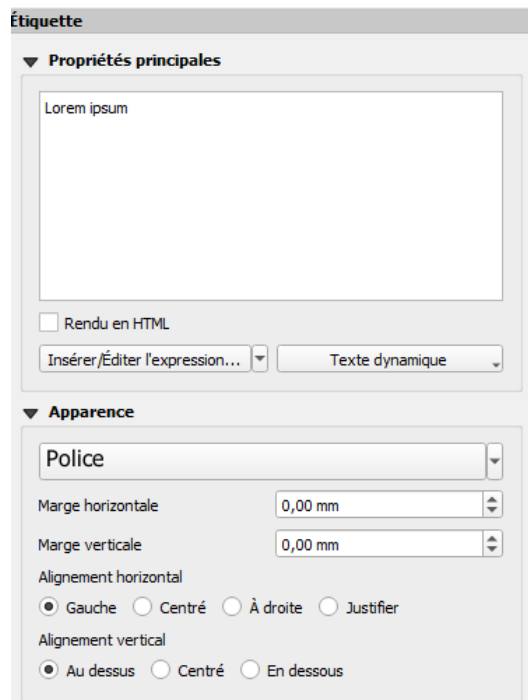 Étiquette
Propriétés principales
Lorem ipsum
Rendu en HTML
Insérer/Éditer l'expression... Texte dynamique
Apparence
Police
Marge horizontale 0,00 mm
Marge verticale 0,00 mm
Alignement horizontal
Gauche Centré À droite Justifier
Alignement vertical
Au dessus Centré En dessous